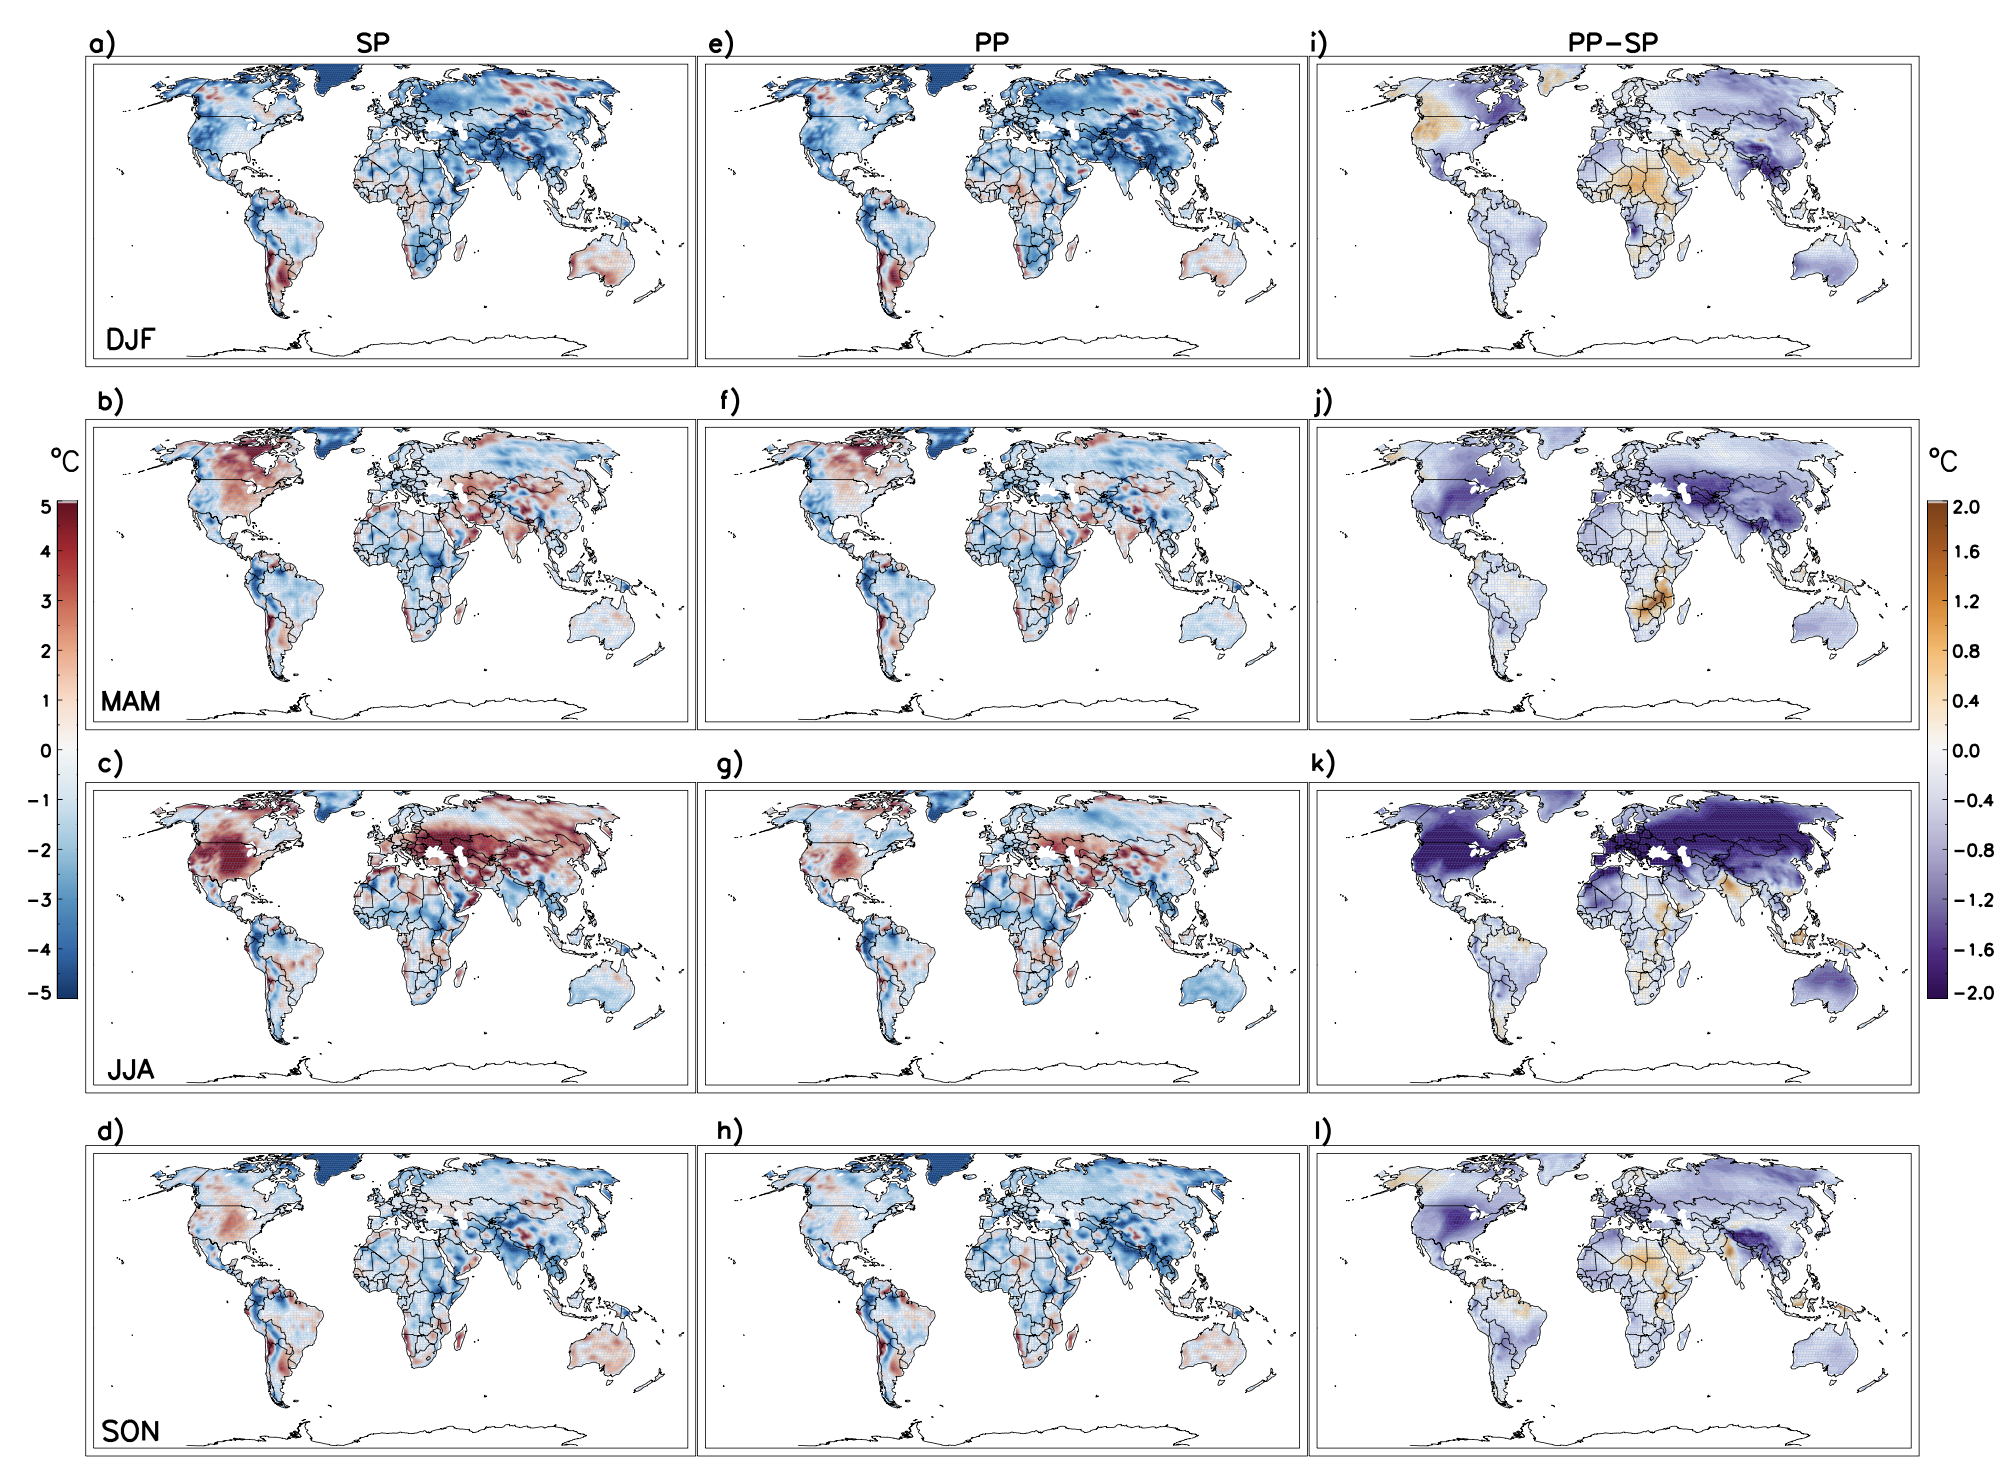 a) SP e) PP i) PP−SP
DJF
b) f) j)
°C
°C
5
4
3
2
1
0
−1
−2
−3
−4
−5
2.0
1.6
1.2
0.8
0.4
0.0
−0.4
−0.8
−1.2
−1.6
−2.0
MAM
c) g) k)
JJA
d) h) l)
SON